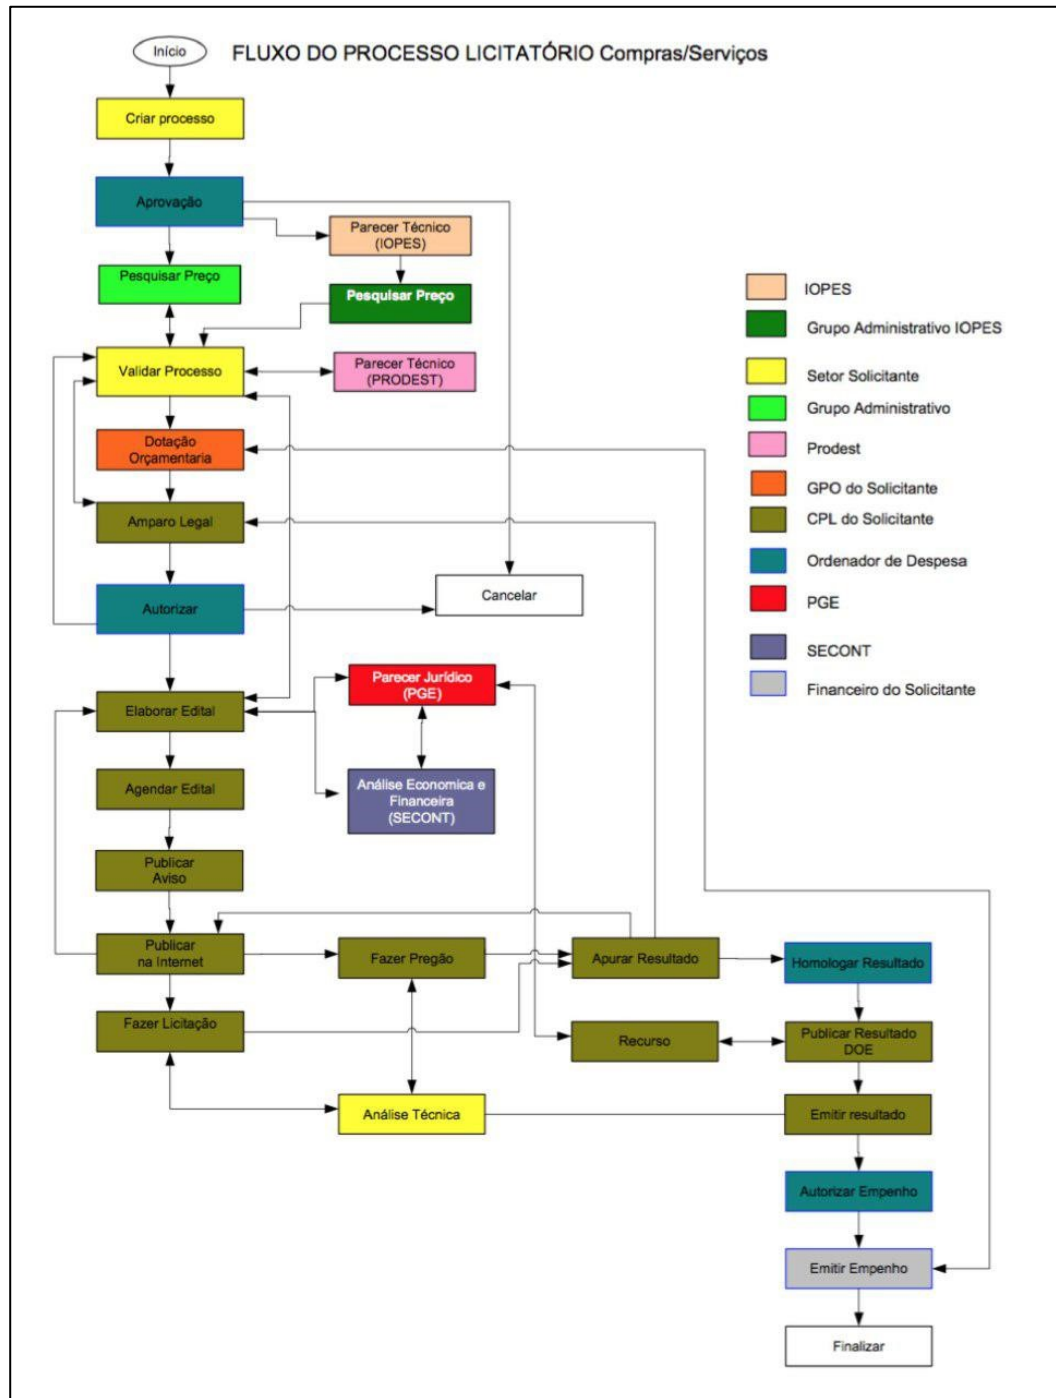 Início
FLUXO DO PROCESSO LICITATÓRIO Compras/Serviços
Criar processo
Aprovação
Parecer Técnico
(IOPES)
Pesquisar Preço
Pesquisar Preço
Validar Processo
Parecer Técnico
(PRODEST)
Dotação
Orçamentaria
Amparo Legal
Autorizar
Cancelar
Elaborar Edital
Parecer Jurídico
(PGE)
Agendar Edital
Análise Economica e
Financeira
(SECONT)
Publicar
Aviso
Publicar
na Internet
Fazer Pregão
Apurar Resultado
Homologar Resultado
Fazer Licitação
Recurso
Publicar Resultado
DOE
Análise Técnica
Emitir resultado
Autorizar Empenho
Emitir Empenho
Finalizar
IOPES
Grupo Administrativo IOPES
Setor Solicitante
Grupo Administrativo
Prodest
GPO do Solicitante
CPL do Solicitante
Ordenador de Despesa
PGE
SECONT
Financeiro do Solicitante